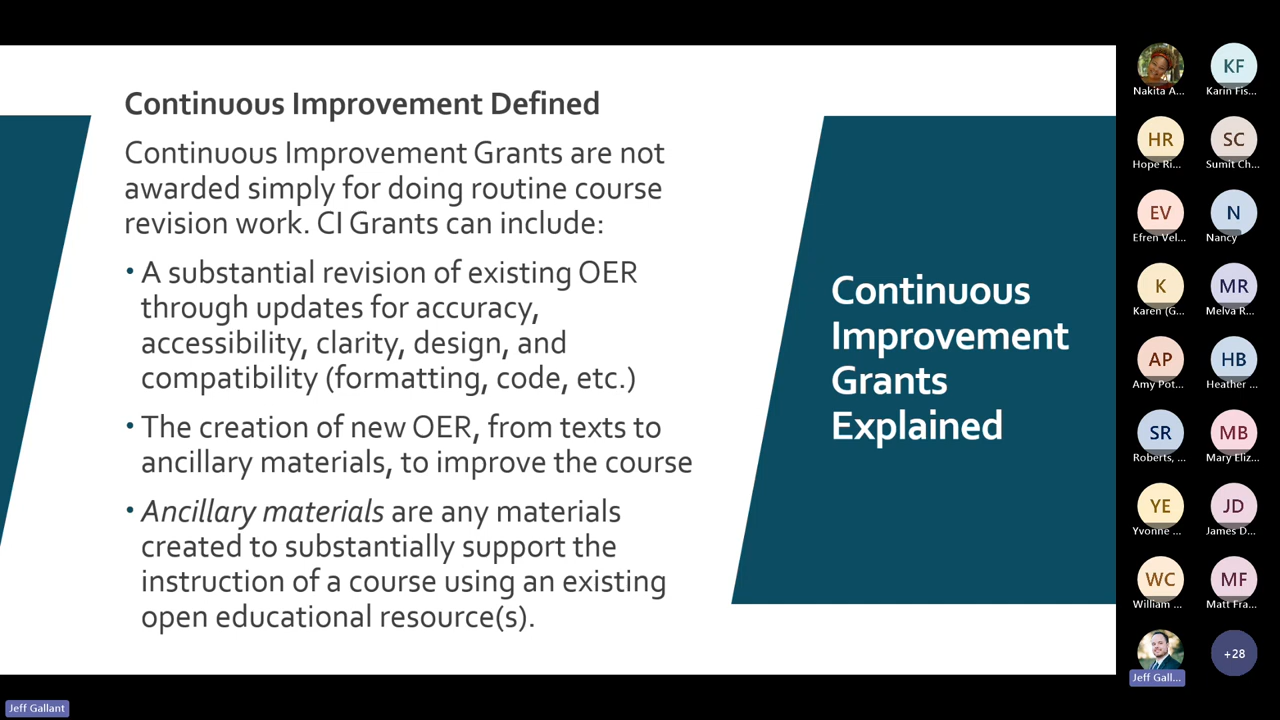 Continuous Improvement Defined
Continuous Improvement Grants are not
awarded simply for doing routine course
revision work. CI Grants can include:
• A substantial revision of existing OER
through updates for accuracy,
accessibility, clarity, design, and
compatibility (formatting, code, etc.)
• The creation of new OER, from texts to
ancillary materials, to improve the course
• Ancillary materials are any materials
created to substantially support the
instruction of a course using an existing
open educational resource(s).
Continuous
Improvement
Grants
Explained
Nakita A...
KF
Karin Fis...
HR
Hope Ri...
SC
Sumit Ch...
EV
Efren Vel...
N
Nancy
K
Karen (G...
MR
Melva R...
AP
Amy Pot...
HB
Heather ...
SR
Roberts, ...
MB
Mary Eliz...
YE
Yvonne ...
JD
James D...
WC
William ...
MF
Matt Fra...
Jeff Gall...
+28
Jeff Gallant